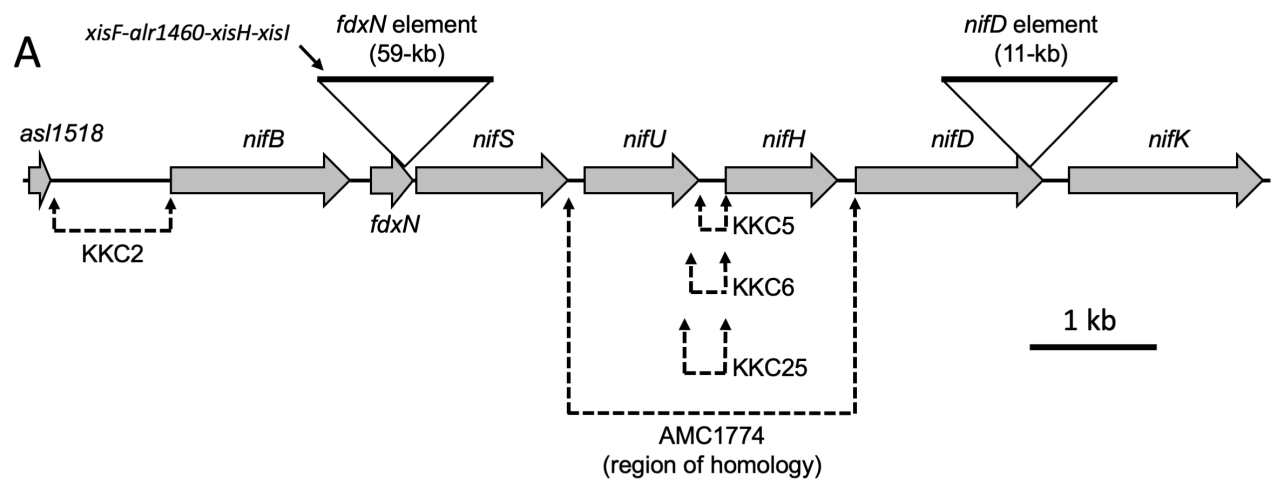 A
xisF-alr1460-xisH-xisI
fdxN element
(59-kb)
nifD element
(11-kb)
asl1518
nifB
nifS
nifU
nifH
nifD
nifK
fdxN
KKC2
KKC5
KKC6
KKC25
1 kb
AMC1774
(region of homology)